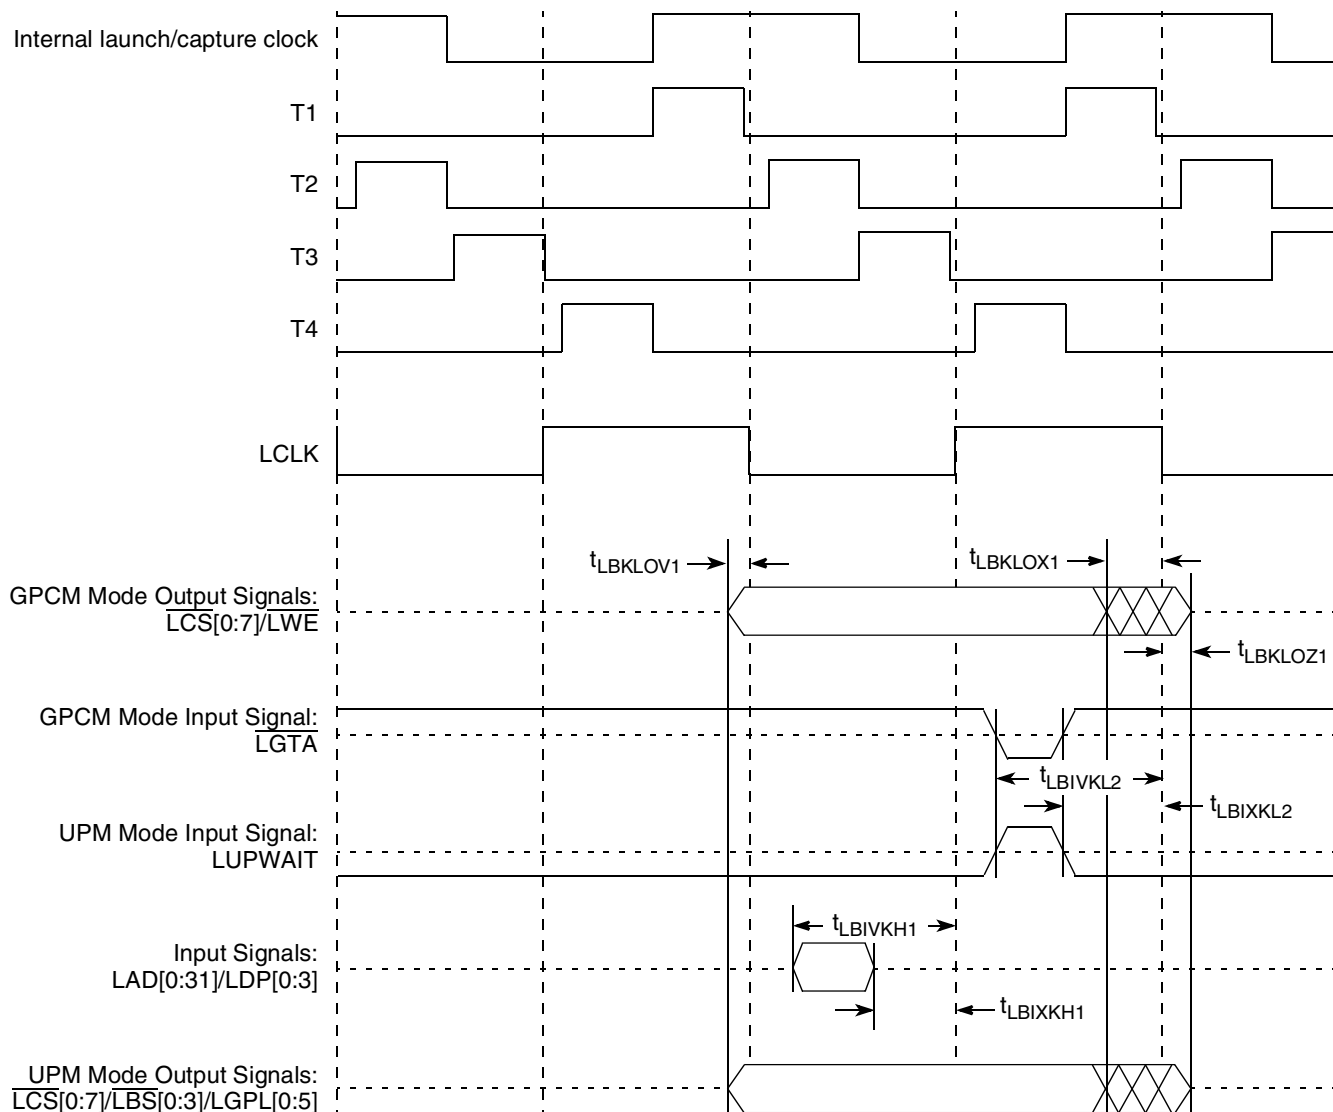 Internal launch/capture clock
T1
T2
T3
T4
LCLK
tLBKLOV1
tLBKLOX1
GPCM Mode Output Signals:
LCS[0:7]/LWE
tLBKLOZ1
GPCM Mode Input Signal:
LGTA
tLBIVKL2
tLBIXKL2
UPM Mode Input Signal:
LUPWAIT
tLBIVKH1
Input Signals:
LAD[0:31]/LDP[0:3]
tLBIXKH1
UPM Mode Output Signals:
LCS[0:7]/LBS[0:3]/LGPL[0:5]